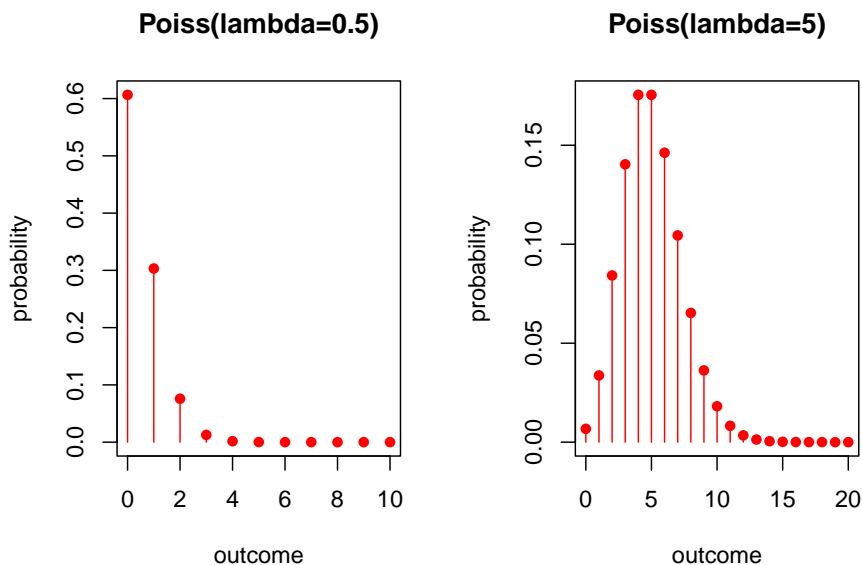 Poiss(lambda=0.5)
probability
0.0 0.1 0.2 0.3 0.4 0.5 0.6
0 2 4 6 8 10
outcome
Poiss(lambda=5)
probability
0.00 0.05 0.10 0.15
0 5 10 15 20
outcome